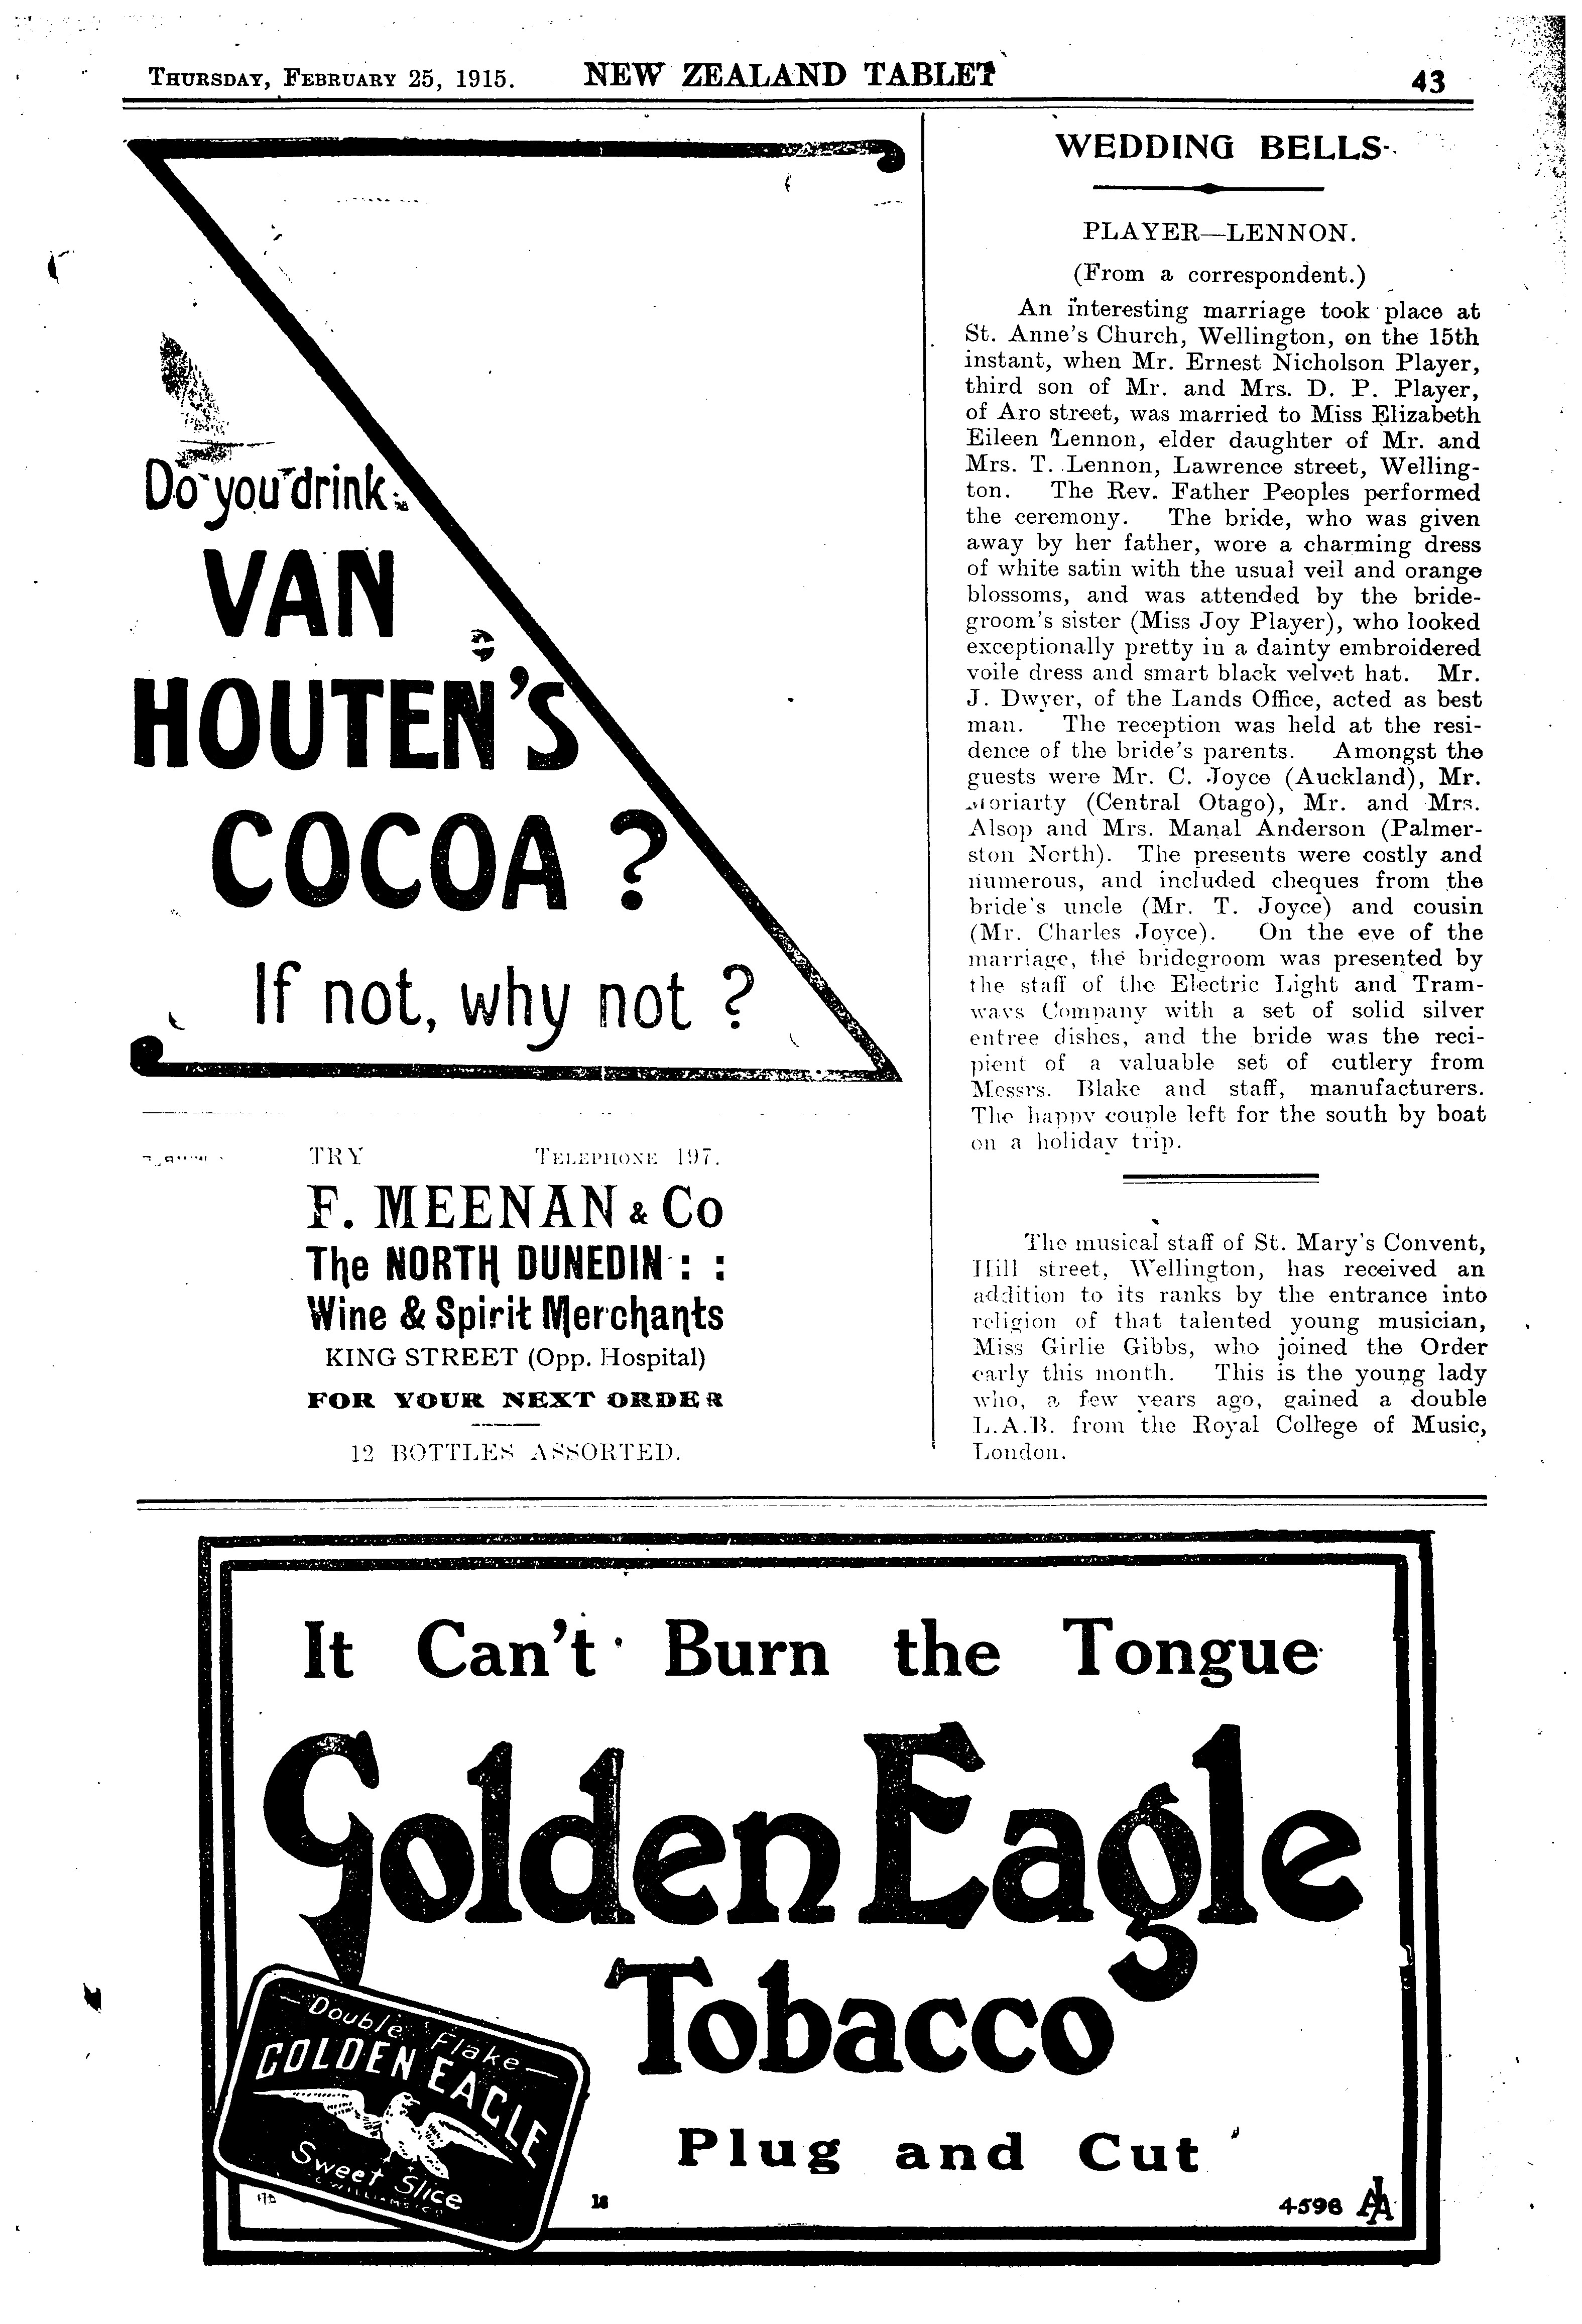 THURSDAY, FEBRUARY 25, 1915.
NEW ZEALAND TABLET
43
Do you drink
VAN
HOUTEN'S
COCOA ?
If not, why not ?
TRY TELEPHONE 197.
F. MEENAN & Co
The NORTH DUNEDIN : :
Wine & Spirit Merchants
KING STREET (Opp. Hospital)
FOR YOUR NEXT ORDER
12 BOTTLES ASSORTED.
WEDDING BELLS
PLAYER—LENNON.
(From a correspondent.)
An interesting marriage took place at
St. Anne's Church, Wellington, on the 15th
instant, when Mr. Ernest Nicholson Player,
third son of Mr. and Mrs. D. P. Player,
of Aro street, was married to Miss Elizabeth
Eileen Lennon, elder daughter of Mr. and
Mrs. T. Lennon, Lawrence street, Welling-
ton. The Rev. Father Peoples performed
the ceremony. The bride, who was given
away by her father, wore a charming dress
of white satin with the usual veil and orange
blossoms, and was attended by the bride-
groom's sister (Miss Joy Player), who looked
exceptionally pretty in a dainty embroidered
voile dress and smart black velvet hat. Mr.
J. Dwyer, of the Lands Office, acted as best
man. The reception was held at the resi-
dence of the bride's parents. Amongst the
guests were Mr. C. Joyce (Auckland), Mr.
Moriarty (Central Otago), Mr. and Mrs.
Alsop and Mrs. Manal Anderson (Palmer-
ston North). The presents were costly and
numerous, and included cheques from the
bride's uncle (Mr. T. Joyce) and cousin
(Mr. Charles Joyce). On the eve of the
marriage, the bridegroom was presented by
the staff of the Electric Light and Tram-
ways Company with a set of solid silver
entree dishes, and the bride was the reci-
pient of a valuable set of cutlery from
Messrs. Blake and staff, manufacturers.
The happy couple left for the south by boat
on a holiday trip.
The musical staff of St. Mary's Convent,
Hill street, Wellington, has received an
addition to its ranks by the entrance into
religion of that talented young musician,
Miss Girlie Gibbs, who joined the Order
early this month. This is the young lady
who, a few years ago, gained a double
L.A.B. from the Royal College of Music,
London.
It Can't Burn the Tongue
Golden Eagle
Tobacco
Plug and Cut
— Double Flake —
GOLDEN EAGLE
Sweet Slice
18
4598